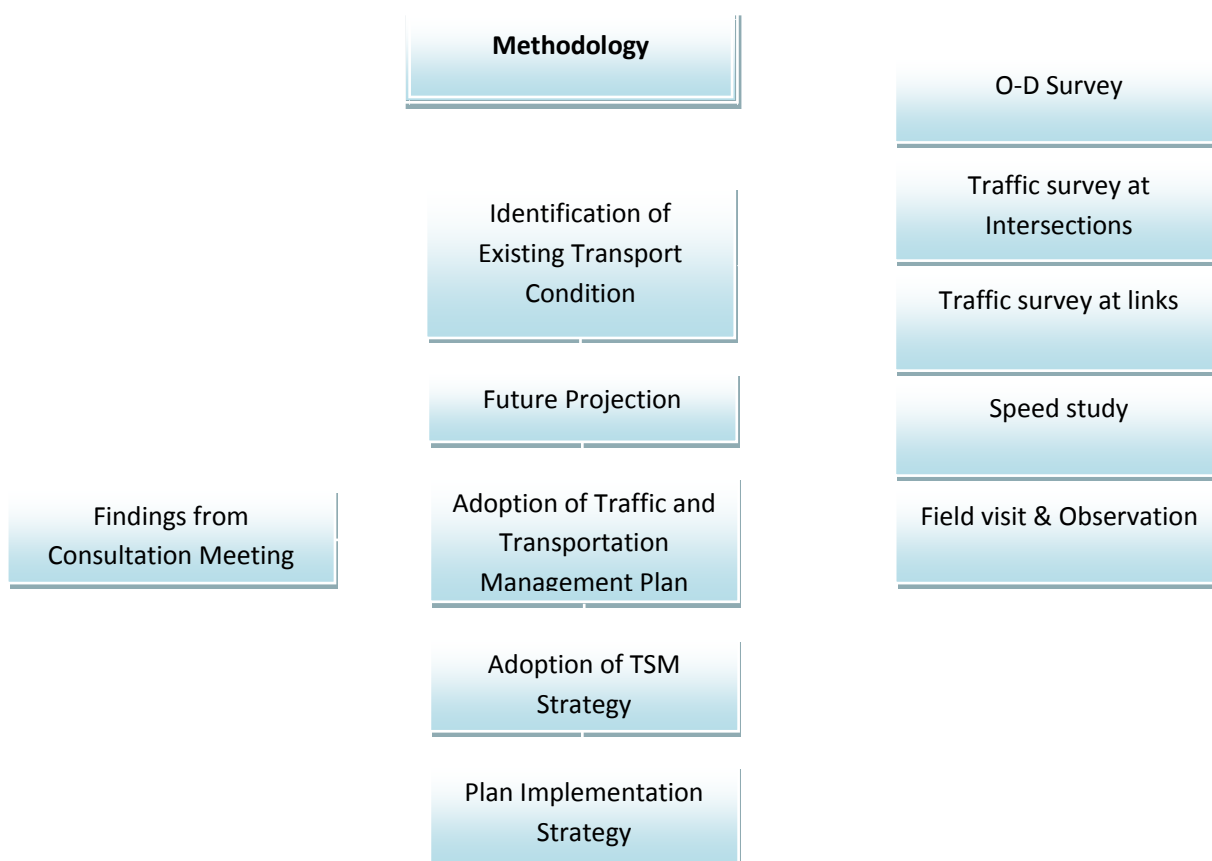 Methodology
O-D Survey
Traffic survey at
Intersections
Traffic survey at links
Speed study
Field visit & Observation
Identification of
Existing Transport
Condition
Future Projection
Findings from
Consultation Meeting
Adoption of Traffic and
Transportation
Management Plan
Adoption of TSM
Strategy
Plan Implementation
Strategy